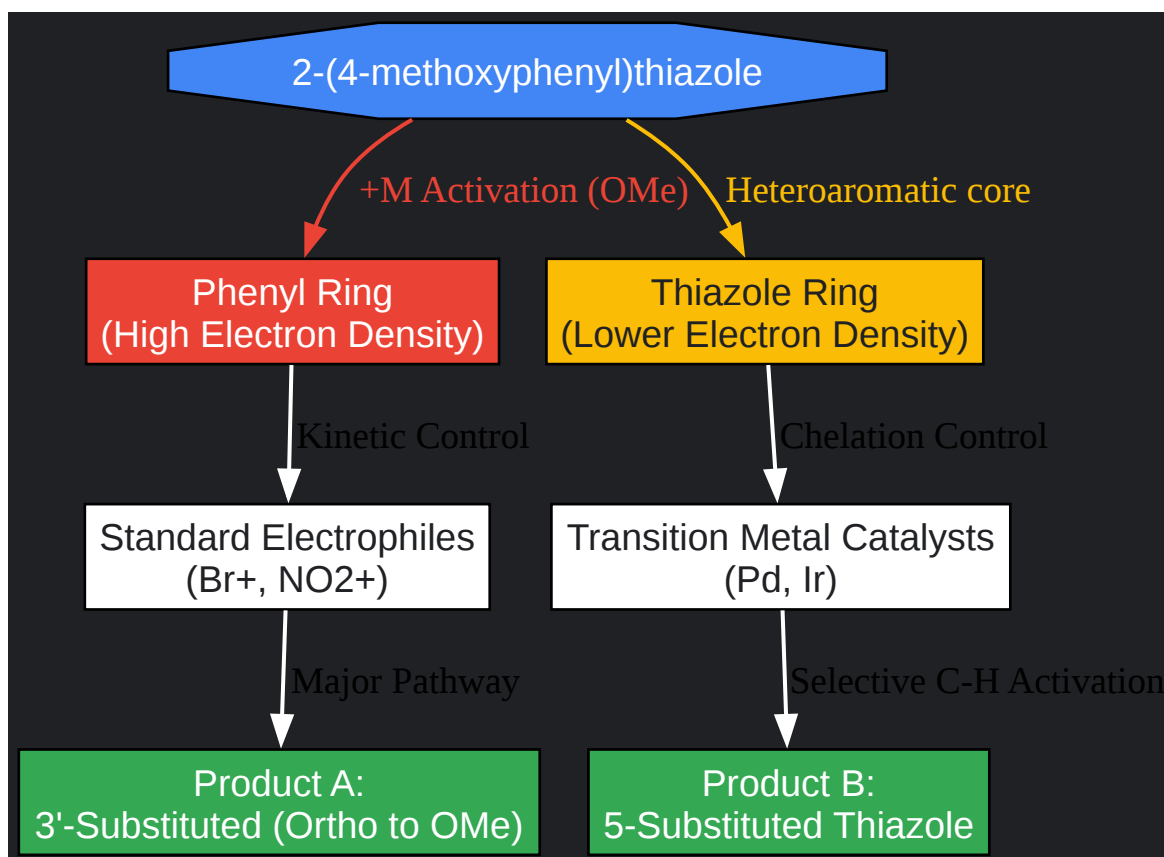 2-(4-methoxyphenyl)thiazole
+M Activation (OMe)
Heteroaromatic core
Phenyl Ring
(High Electron Density)
Thiazole Ring
(Lower Electron Density)
Kinetic Control
Chelation Control
Standard Electrophiles
(Br+, NO2+)
Transition Metal Catalysts
(Pd, Ir)
Major Pathway
Selective C-H Activation
Product A:
3'-Substituted (Ortho to OMe)
Product B:
5-Substituted Thiazole